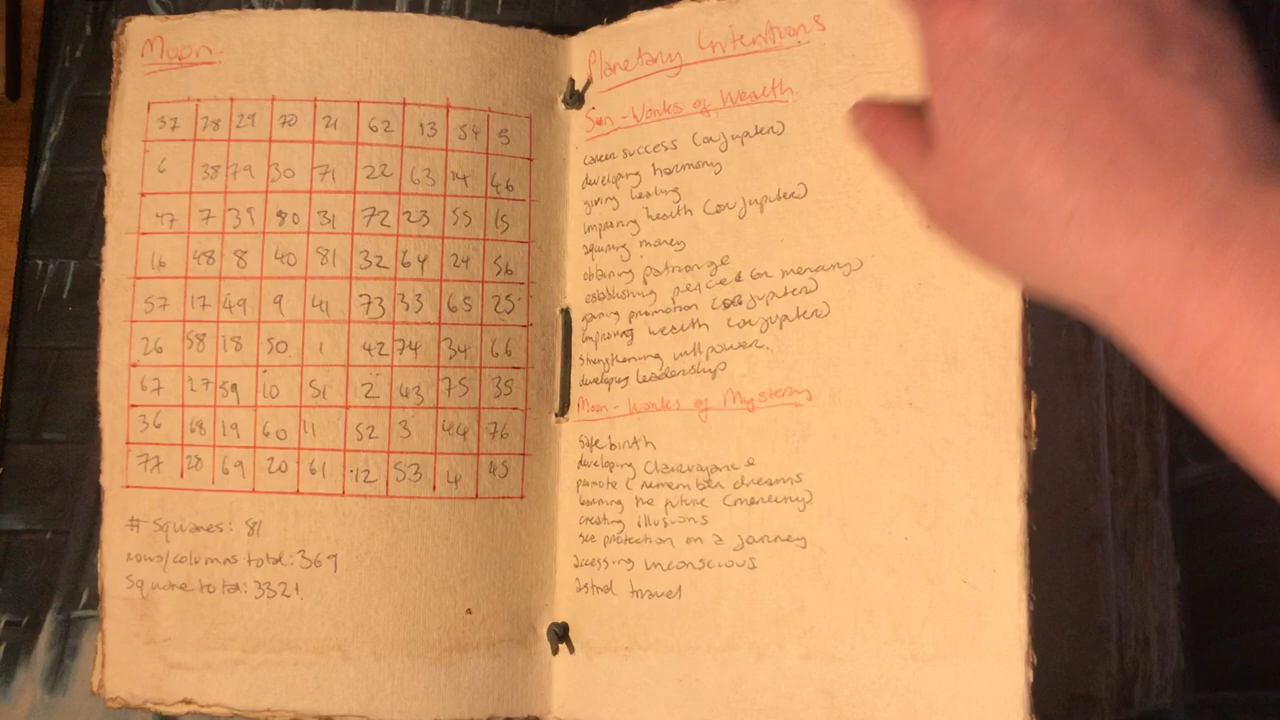 Moon.
37 78 29 70 21 62 13 54 5
6 38 79 30 71 22 63 14 46
47 7 39 80 31 72 23 55 15
16 48 8 40 81 32 64 24 56
57 17 49 9 41 73 33 65 25
26 58 18 50 1 42 74 34 66
67 27 59 10 51 2 43 75 35
36 68 19 60 11 52 3 44 76
77 28 69 20 61 12 53 4 45
# Squares: 81
rows/columns total: 369
Square total: 3321.
Planetary Intentions
Sun - Works of Wealth
career success (or Jupiter)
developing harmony
giving healing
improving health (or Jupiter)
aquiring money
obtaining patronage
establishing peace (or mercury)
gaining promotion (or Jupiter)
improving wealth (or Jupiter)
strengthening willpower.
developing leadership
Moon - Works of Mystery
safe birth
developing Clairvoyance
promote / remember dreams
learning the future (mercury)
creating illusions
protection on a journey
accessing unconscious
astral travel